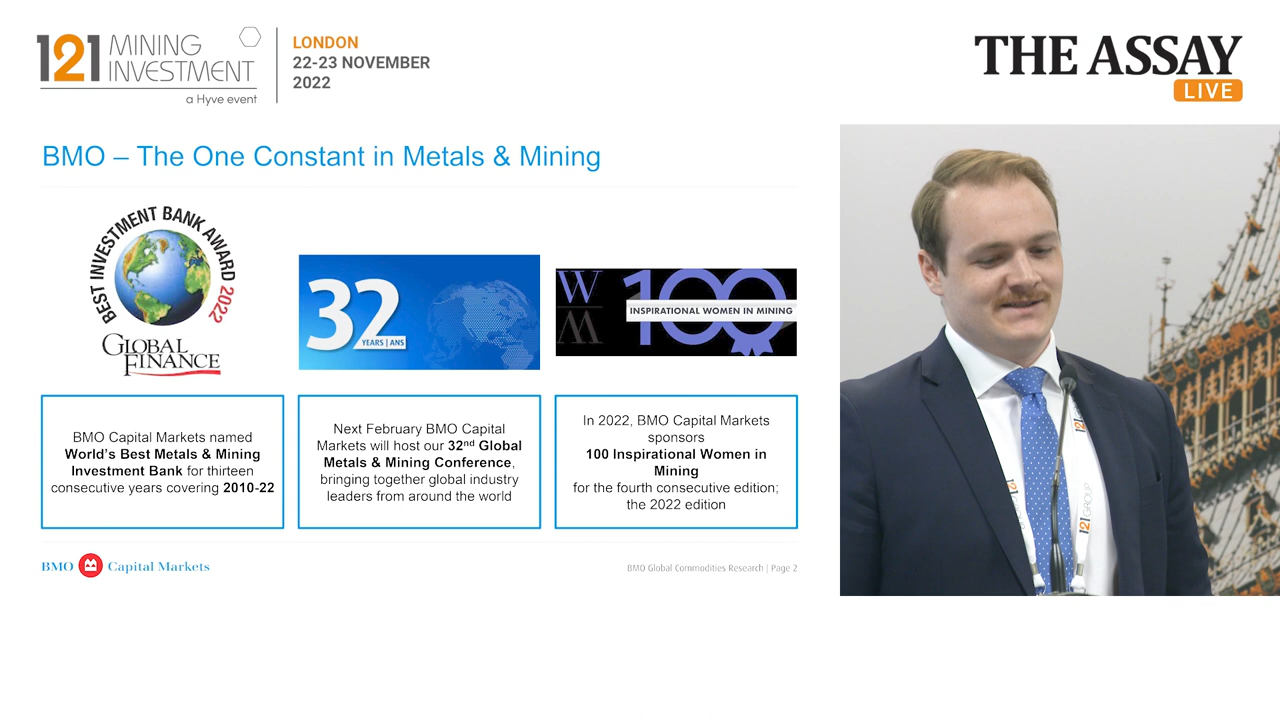 121 MINING
INVESTMENT
a Hyve event
LONDON
22-23 NOVEMBER
2022
THE ASSAY
LIVE
BMO – The One Constant in Metals & Mining
BEST INVESTMENT BANK AWARD 2022
GLOBAL
FINANCE
32
YEARS | ANS
W
M
100
INSPIRATIONAL WOMEN IN MINING
BMO Capital Markets named
World's Best Metals & Mining
Investment Bank for thirteen
consecutive years covering 2010-22
Next February BMO Capital
Markets will host our 32nd Global
Metals & Mining Conference,
bringing together global industry
leaders from around the world
In 2022, BMO Capital Markets
sponsors
100 Inspirational Women in
Mining
for the fourth consecutive edition;
the 2022 edition
BMO Capital Markets
BMO Global Commodities Research | Page 2
121
121 GROUP